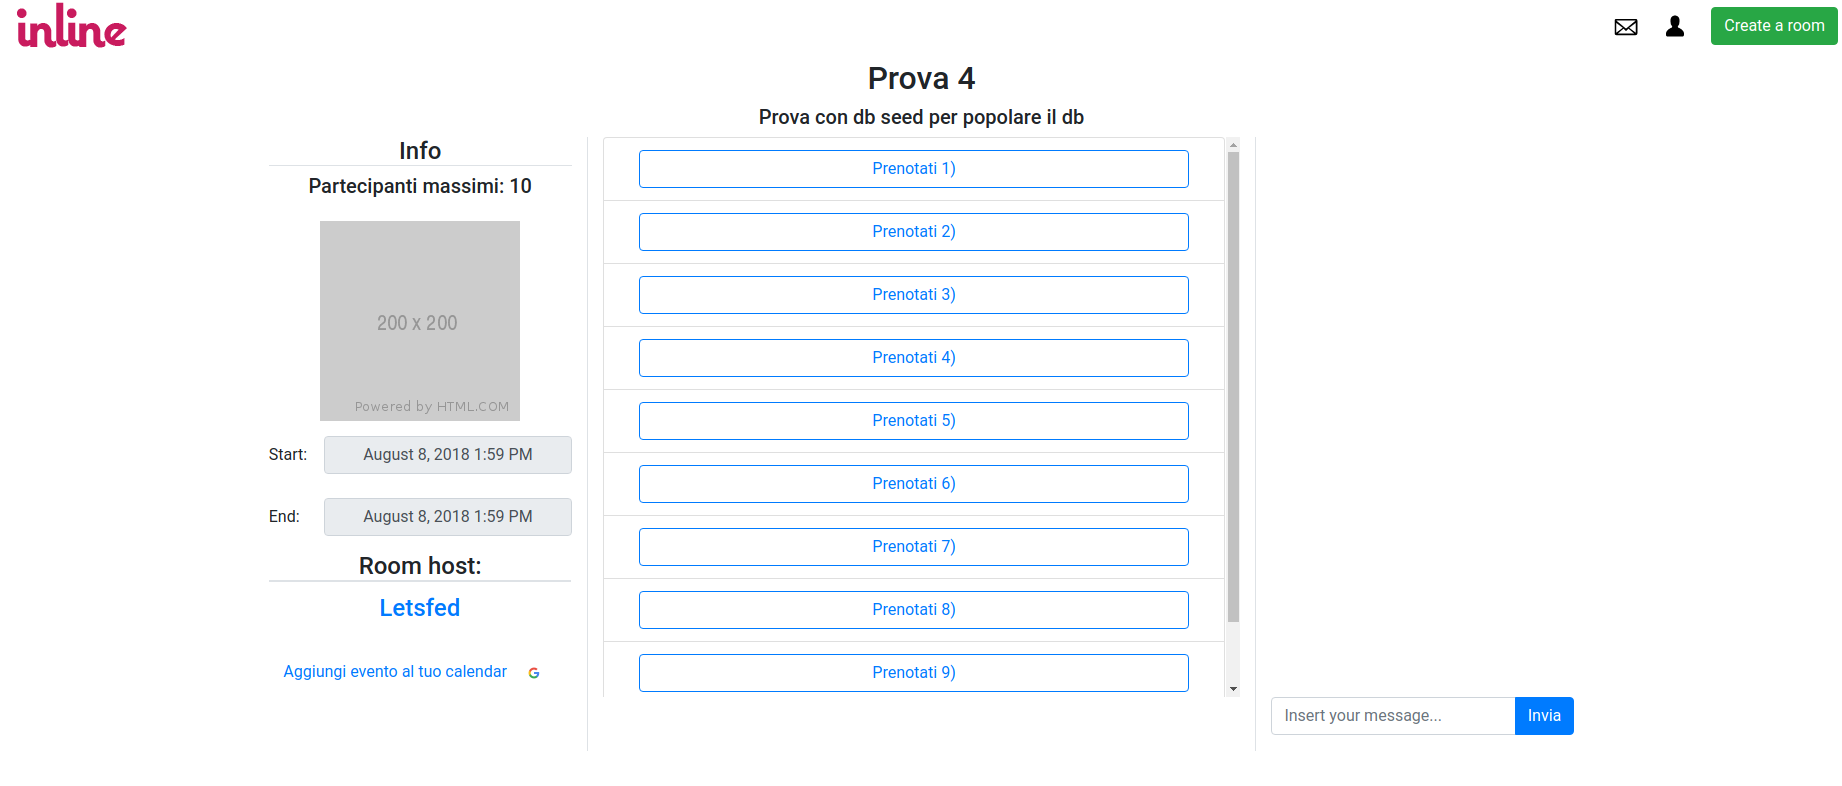 inline
Create a room
Prova 4
Prova con db seed per popolare il db
Info
Partecipanti massimi: 10
200 x 200
Powered by HTML.COM
Start:
August 8, 2018 1:59 PM
End:
August 8, 2018 1:59 PM
Room host:
Letsfed
Aggiungi evento al tuo calendar
G
Prenotati 1)
Prenotati 2)
Prenotati 3)
Prenotati 4)
Prenotati 5)
Prenotati 6)
Prenotati 7)
Prenotati 8)
Prenotati 9)
Insert your message...
Invia